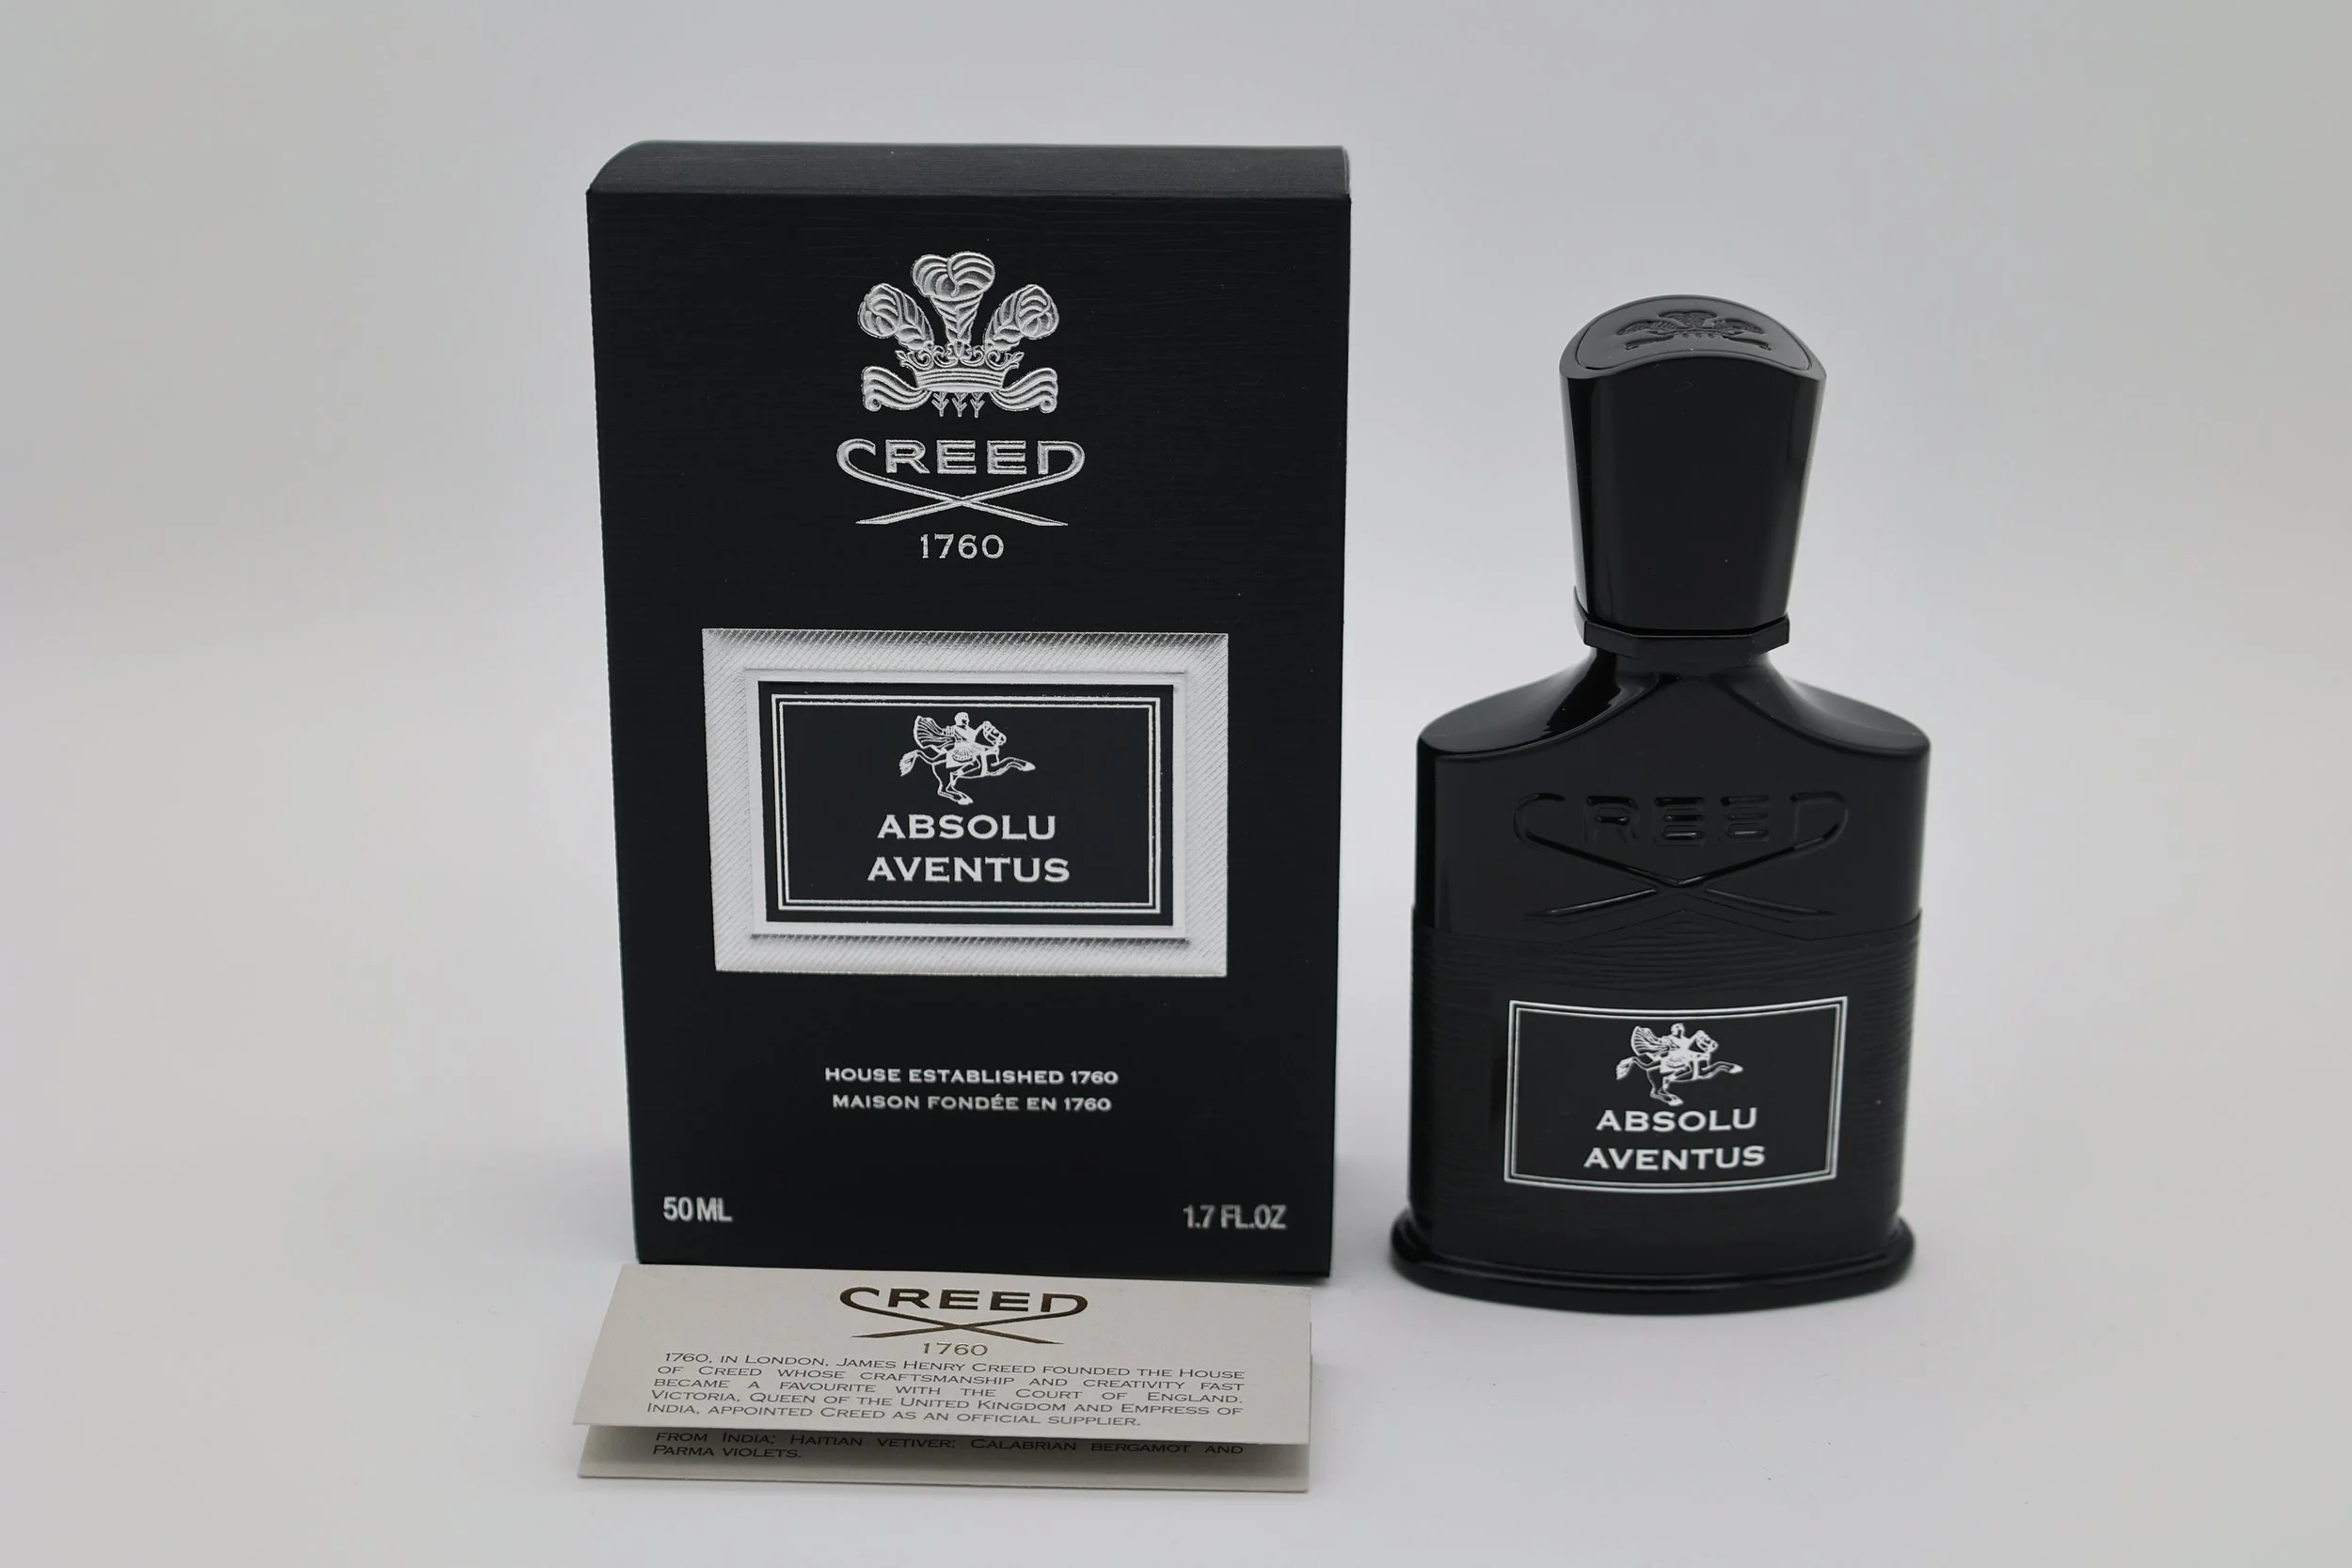 CREED
1760
ABSOLU
AVENTUS
HOUSE ESTABLISHED 1760
MAISON FONDÉE EN 1760
50 ML
1.7 FL.OZ
CREED
ABSOLU
AVENTUS
CREED
1760
1760, IN LONDON, JAMES HENRY CREED FOUNDED THE HOUSE
OF CREED WHOSE CRAFTSMANSHIP AND CREATIVITY FAST
BECAME A FAVOURITE WITH THE COURT OF ENGLAND.
VICTORIA, QUEEN OF THE UNITED KINGDOM AND EMPRESS OF
INDIA, APPOINTED CREED AS AN OFFICIAL SUPPLIER.
FROM INDIA; HAITIAN VETIVER; CALABRIAN BERGAMOT AND
PARMA VIOLETS.